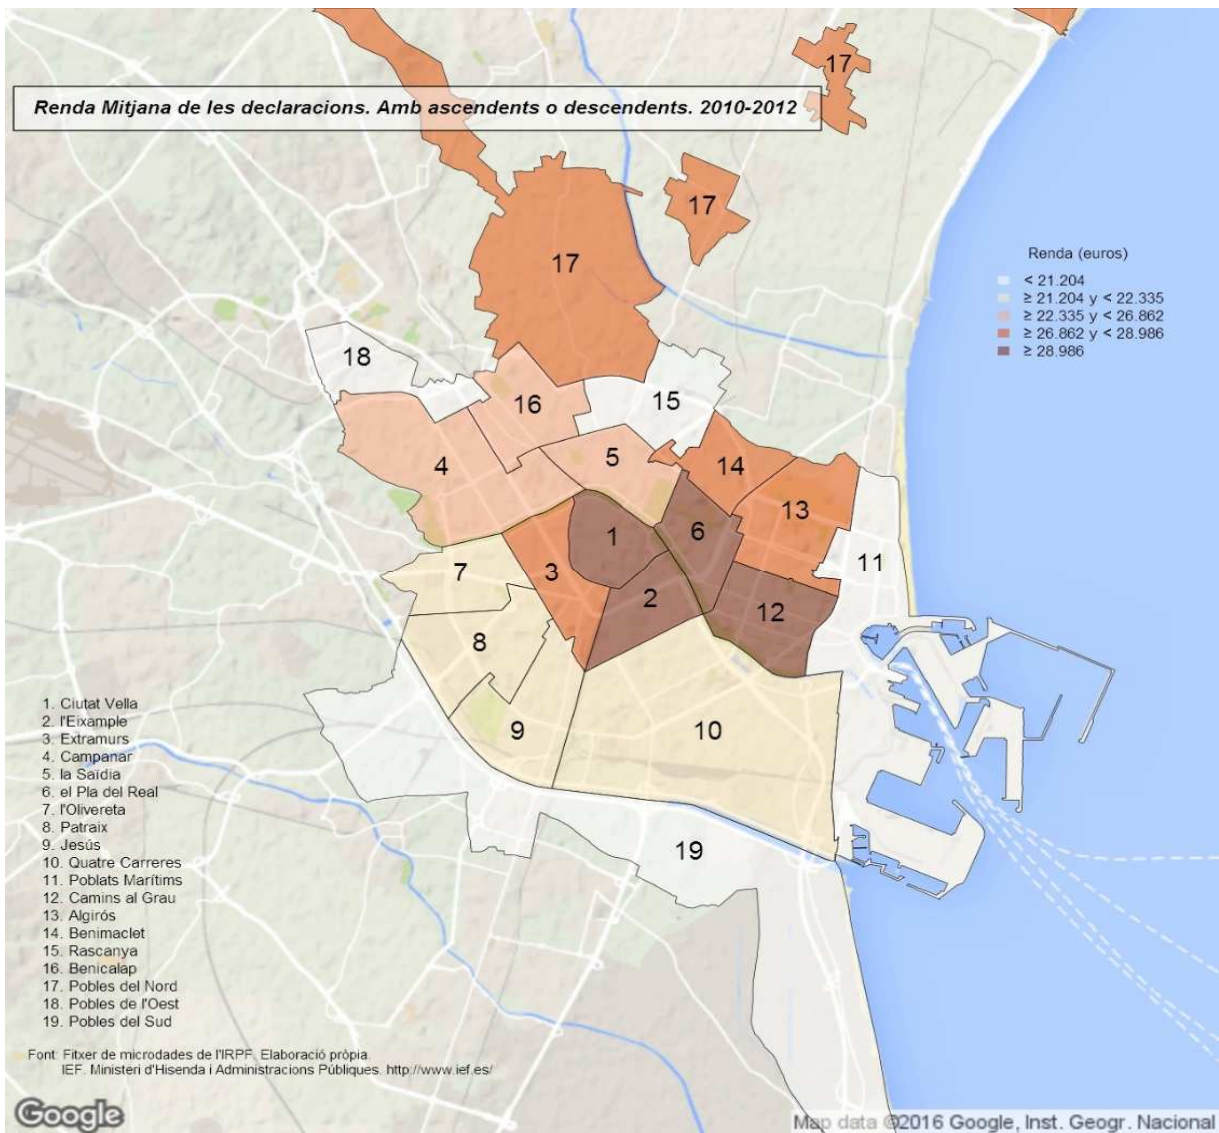 Renda Mitjana de les declaracions. Amb ascendents o descendents. 2010-2012
17
17
17
Renda (euros)
< 21.204
≥ 21.204 y < 22.335
≥ 22.335 y < 26.862
≥ 26.862 y < 28.986
≥ 28.986
18
16
15
4
5
14
13
1
6
11
7
3
2
12
8
9
10
19
1. Ciutat Vella
2. l'Eixample
3. Extramurs
4. Campanar
5. la Saïdia
6. el Pla del Real
7. l'Olivereta
8. Patraix
9. Jesús
10. Quatre Carreres
11. Poblats Marítims
12. Camins al Grau
13. Algirós
14. Benimaclet
15. Rascanya
16. Benicalap
17. Pobles del Nord
18. Pobles de l'Oest
19. Pobles del Sud
Font: Fitxer de microdades de l'IRPF. Elaboració pròpia.
IEF. Ministeri d'Hisenda i Administracions Públiques. http://www.ief.es/
Google
Map data ©2016 Google, Inst. Geogr. Nacional